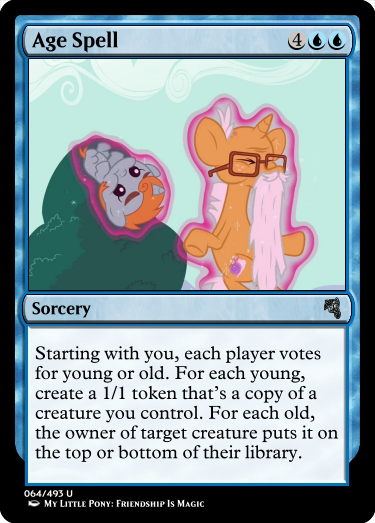 Age Spell 4
Sorcery
Starting with you, each player votes
for young or old. For each young,
create a 1/1 token that's a copy of a
creature you control. For each old,
the owner of target creature puts it on
the top or bottom of their library.
064/493 U
My Little Pony: Friendship Is Magic